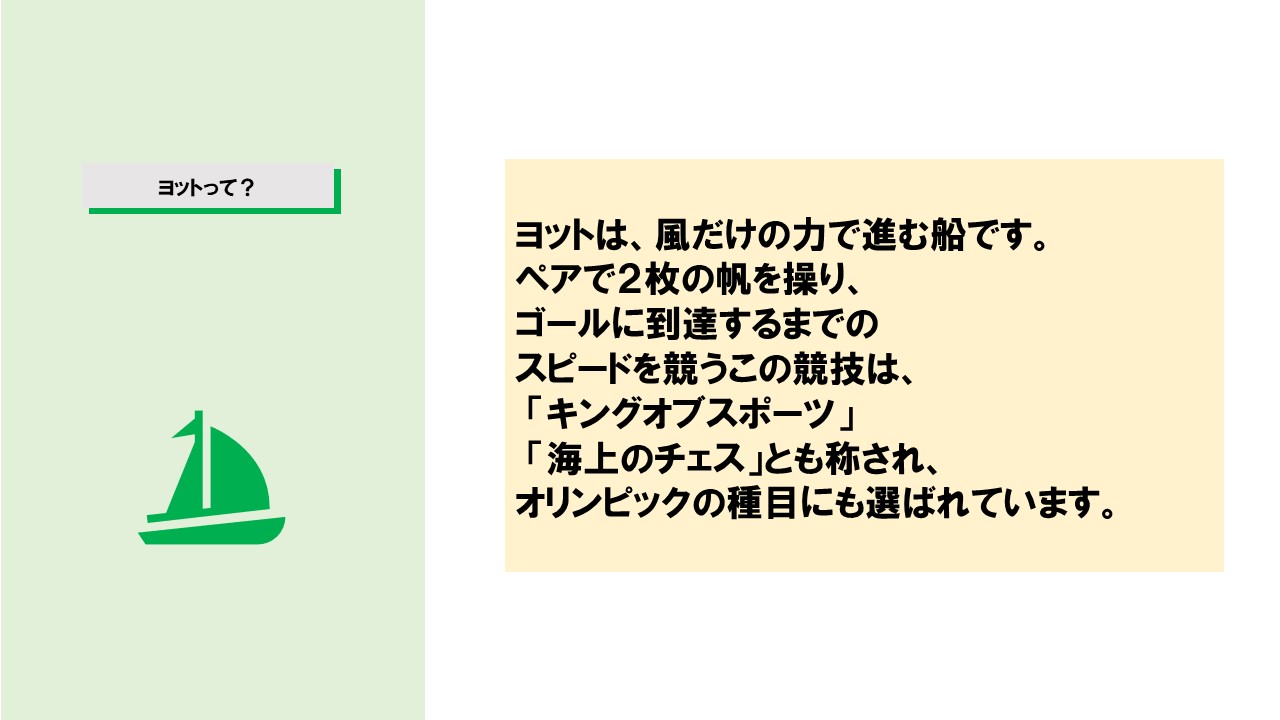 ヨットって？
ヨットは、風だけの力で進む船です。
ペアで２枚の帆を操り、
ゴールに到達するまでの
スピードを競うこの競技は、
「キングオブスポーツ」
「海上のチェス」とも称され、
オリンピックの種目にも選ばれています。